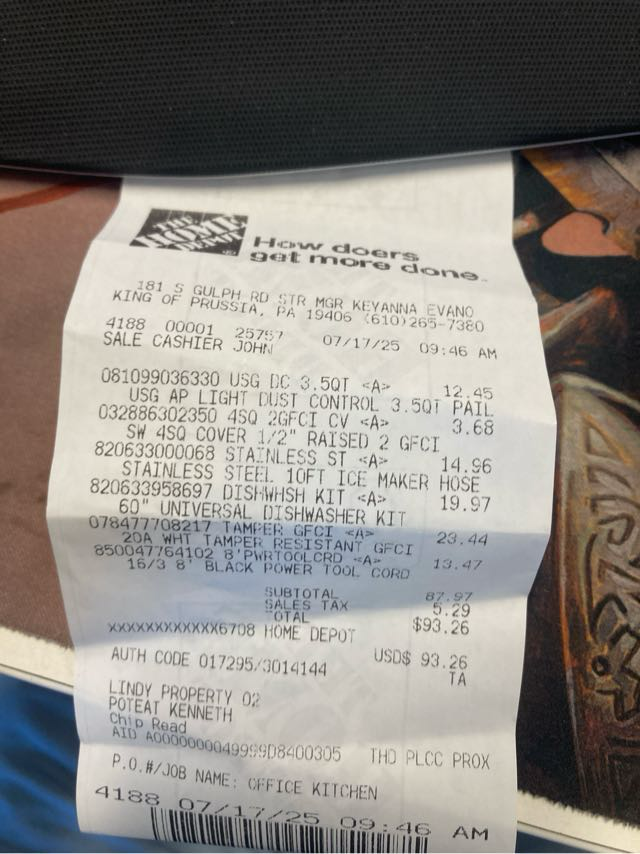 THE HOME DEPOT
How doers
get more done.
181 S GULPH RD STR MGR KEYANNA EVANO
KING OF PRUSSIA, PA 19406 (610)265-7380
4188 00001 25757 07/17/25 09:46 AM
SALE CASHIER JOHN
081099036330 USG DC 3.5QT <A> 12.45
USG AP LIGHT DUST CONTROL 3.5QT PAIL
032886302350 4SQ 2GFCI CV <A> 3.68
SW 4SQ COVER 1/2" RAISED 2 GFCI
820633000068 STAINLESS ST <A> 14.96
STAINLESS STEEL 10FT ICE MAKER HOSE
820633958697 DISHWHSH KIT <A> 19.97
60" UNIVERSAL DISHWASHER KIT
078477708217 TAMPER GFCI <A> 23.44
20A WHT TAMPER RESISTANT GFCI
850047764102 8'PWRTOOLCRD <A> 13.47
16/3 8' BLACK POWER TOOL CORD
SUBTOTAL 87.97
SALES TAX 5.29
TOTAL $93.26
XXXXXXXXXXXX6708 HOME DEPOT
USD$ 93.26
AUTH CODE 017295/3014144 TA
LINDY PROPERTY 02
POTEAT KENNETH
Chip Read
AID A0000000049999D8400305 THD PLCC PROX
P.O.#/JOB NAME: OFFICE KITCHEN
4188 07/17/25 09:46 AM